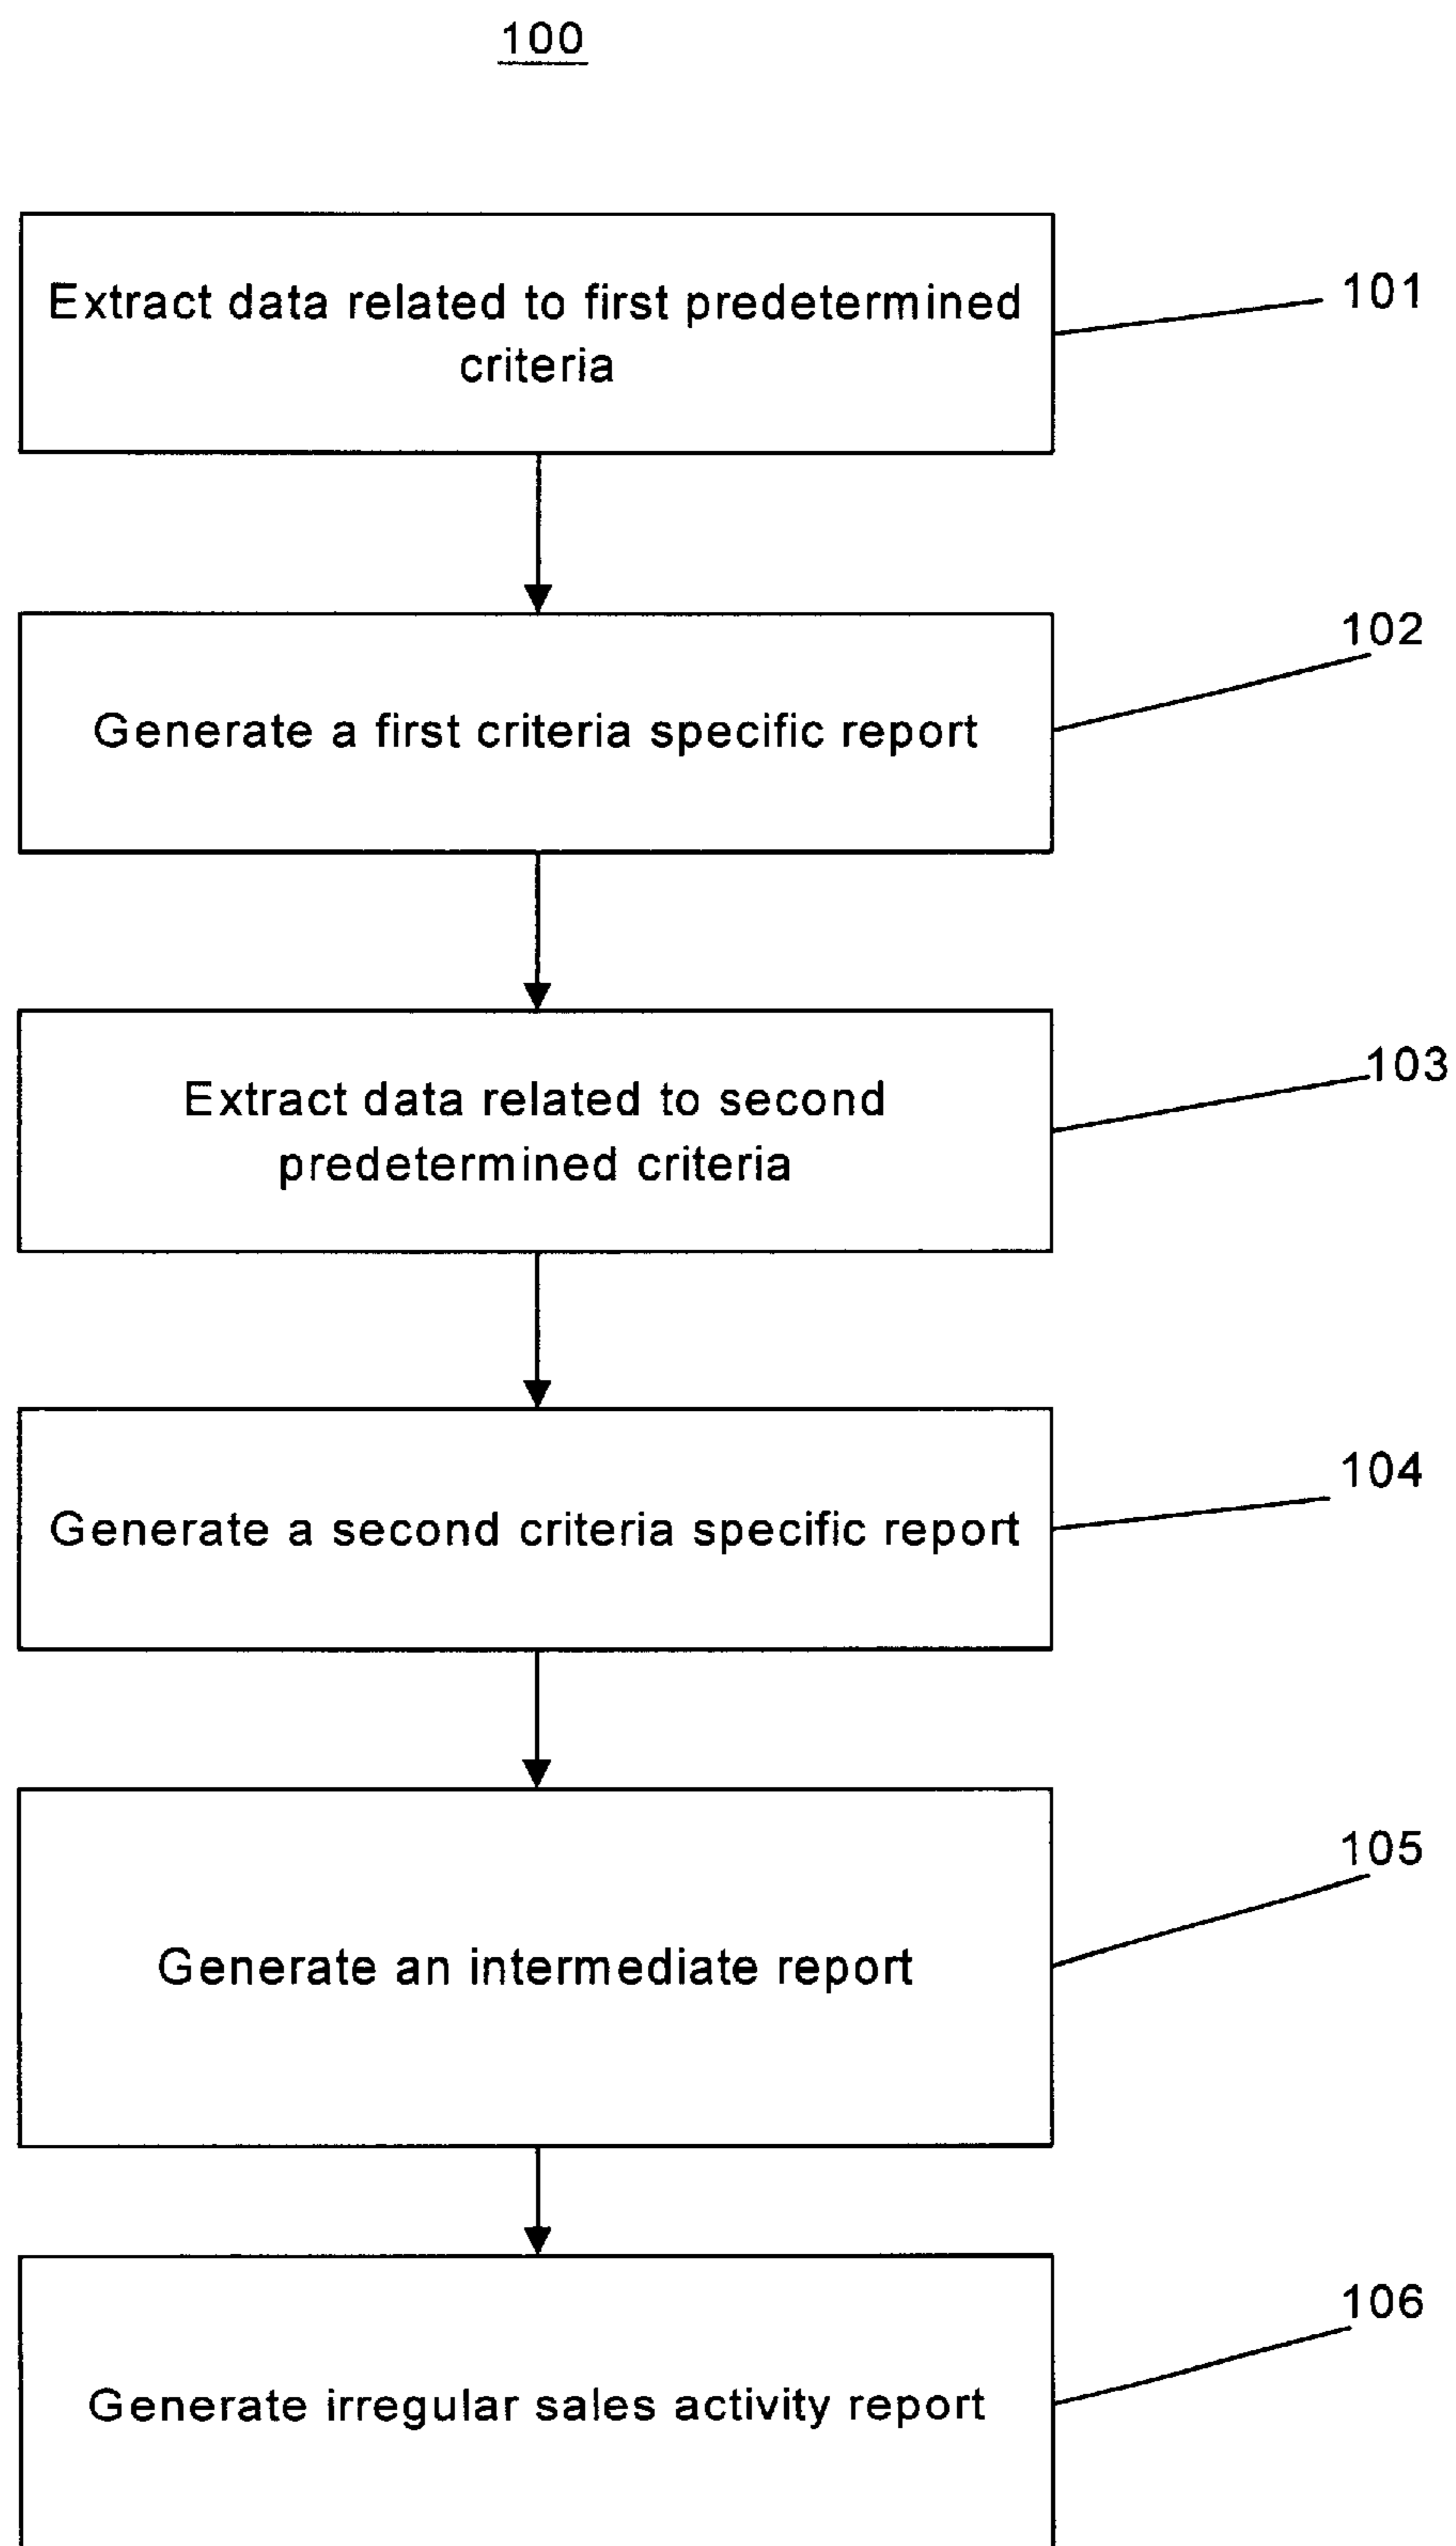 100
Extract data related to first predetermined
criteria
101
Generate a first criteria specific report
102
Extract data related to second
predetermined criteria
103
Generate a second criteria specific report
104
Generate an intermediate report
105
Generate irregular sales activity report
106